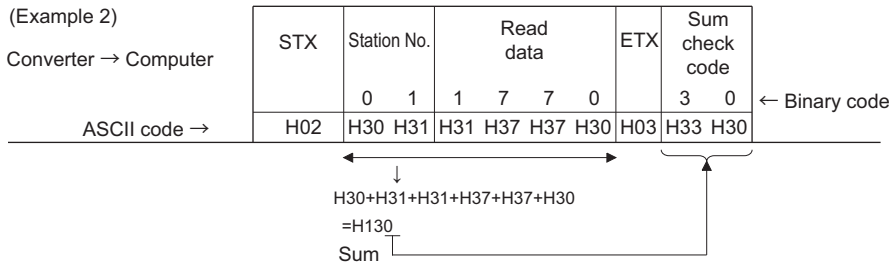 (Example 2)
Converter → Computer
STX
Station No.
Read
data
ETX
Sum
check
code
0 1 1 7 7 0 3 0 ← Binary code
ASCII code → H02 H30 H31 H31 H37 H37 H30 H03 H33 H30
↓
H30+H31+H31+H37+H37+H30
=H130
Sum